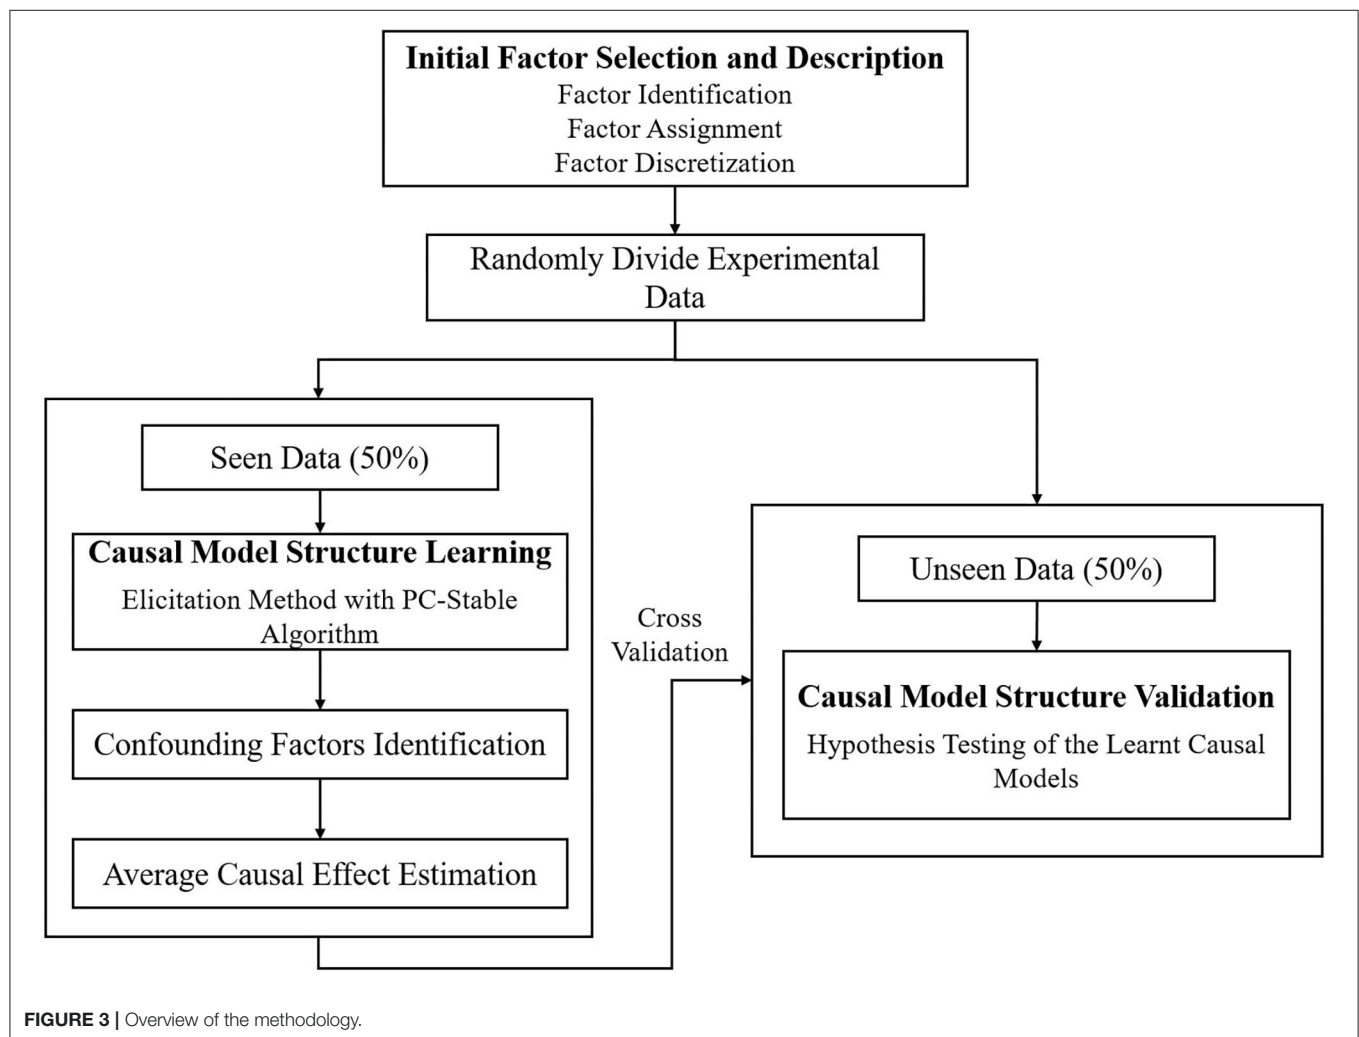 Initial Factor Selection and Description
Factor Identification
Factor Assignment
Factor Discretization
Randomly Divide Experimental
Data
Seen Data (50%)
Causal Model Structure Learning
Elicitation Method with PC-Stable
Algorithm
Confounding Factors Identification
Average Causal Effect Estimation
Cross
Validation
Unseen Data (50%)
Causal Model Structure Validation
Hypothesis Testing of the Learnt Causal
Models
FIGURE 3 | Overview of the methodology.